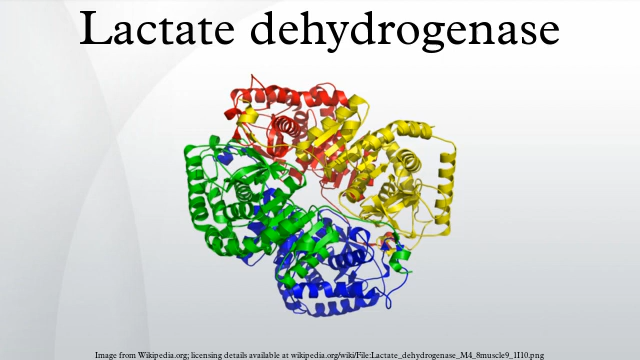 Lactate dehydrogenase
Image from Wikipedia.org; licensing details available at wikipedia.org/wiki/File:Lactate_dehydrogenase_M4_8muscle9_1I10.png